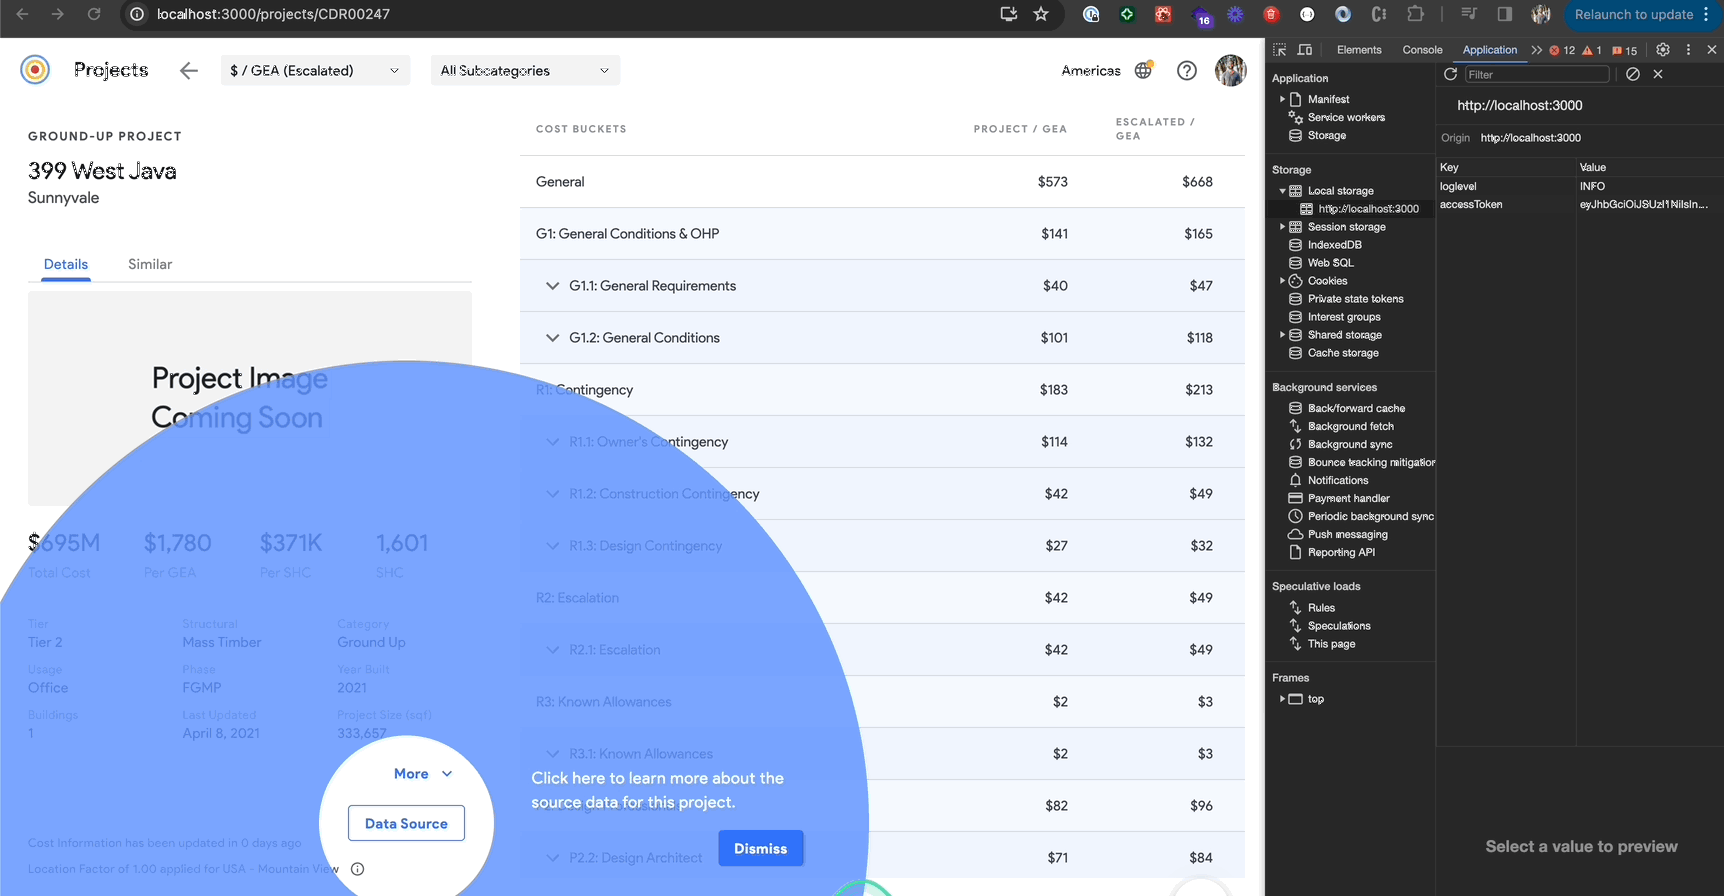 localhost:3000/projects/CDR00247
16
Relaunch to update
Projects
$ / GEA (Escalated)
All Subcategories
Americas
GROUND-UP PROJECT
399 West Java
Sunnyvale
Details
Similar
Project Image
Coming Soon
$695M
$1,780
$371K
1,601
Total Cost
Per GEA
Per SHC
SHC
Tier
Structural
Category
Tier 2
Mass Timber
Ground Up
Usage
Phase
Year Built
Office
FGMP
2021
Buildings
Last Updated
Project Size (sqf)
1
April 8, 2021
333,657
More
Data Source
Cost Information has been updated in 0 days ago
Location Factor of 1.00 applied for USA - Mountain View
Click here to learn more about the
source data for this project.
Dismiss
COST BUCKETS
PROJECT / GEA
ESCALATED /
GEA
General
$573
$668
G1: General Conditions & OHP
$141
$165
G1.1: General Requirements
$40
$47
G1.2: General Conditions
$101
$118
R1: Contingency
$183
$213
R1.1: Owner's Contingency
$114
$132
R1.2: Construction Contingency
$42
$49
R1.3: Design Contingency
$27
$32
R2: Escalation
$42
$49
R2.1: Escalation
$42
$49
R3: Known Allowances
$2
$3
R3.1: Known Allowances
$2
$3
$82
$96
P2.2: Design Architect
$71
$84
Elements
Console
Application
12
1
15
Application
Manifest
Service workers
Storage
Storage
Local storage
http://localhost:3000
Session storage
IndexedDB
Web SQL
Cookies
Private state tokens
Interest groups
Shared storage
Cache storage
Background services
Back/forward cache
Background fetch
Background sync
Bounce tracking mitigation
Notifications
Payment handler
Periodic background sync
Push messaging
Reporting API
Speculative loads
Rules
Speculations
This page
Frames
top
Filter
http://localhost:3000
Origin http://localhost:3000
Key
Value
loglevel
INFO
accessToken
eyJhbGciOiJSUzI1NiIsIn...
Select a value to preview